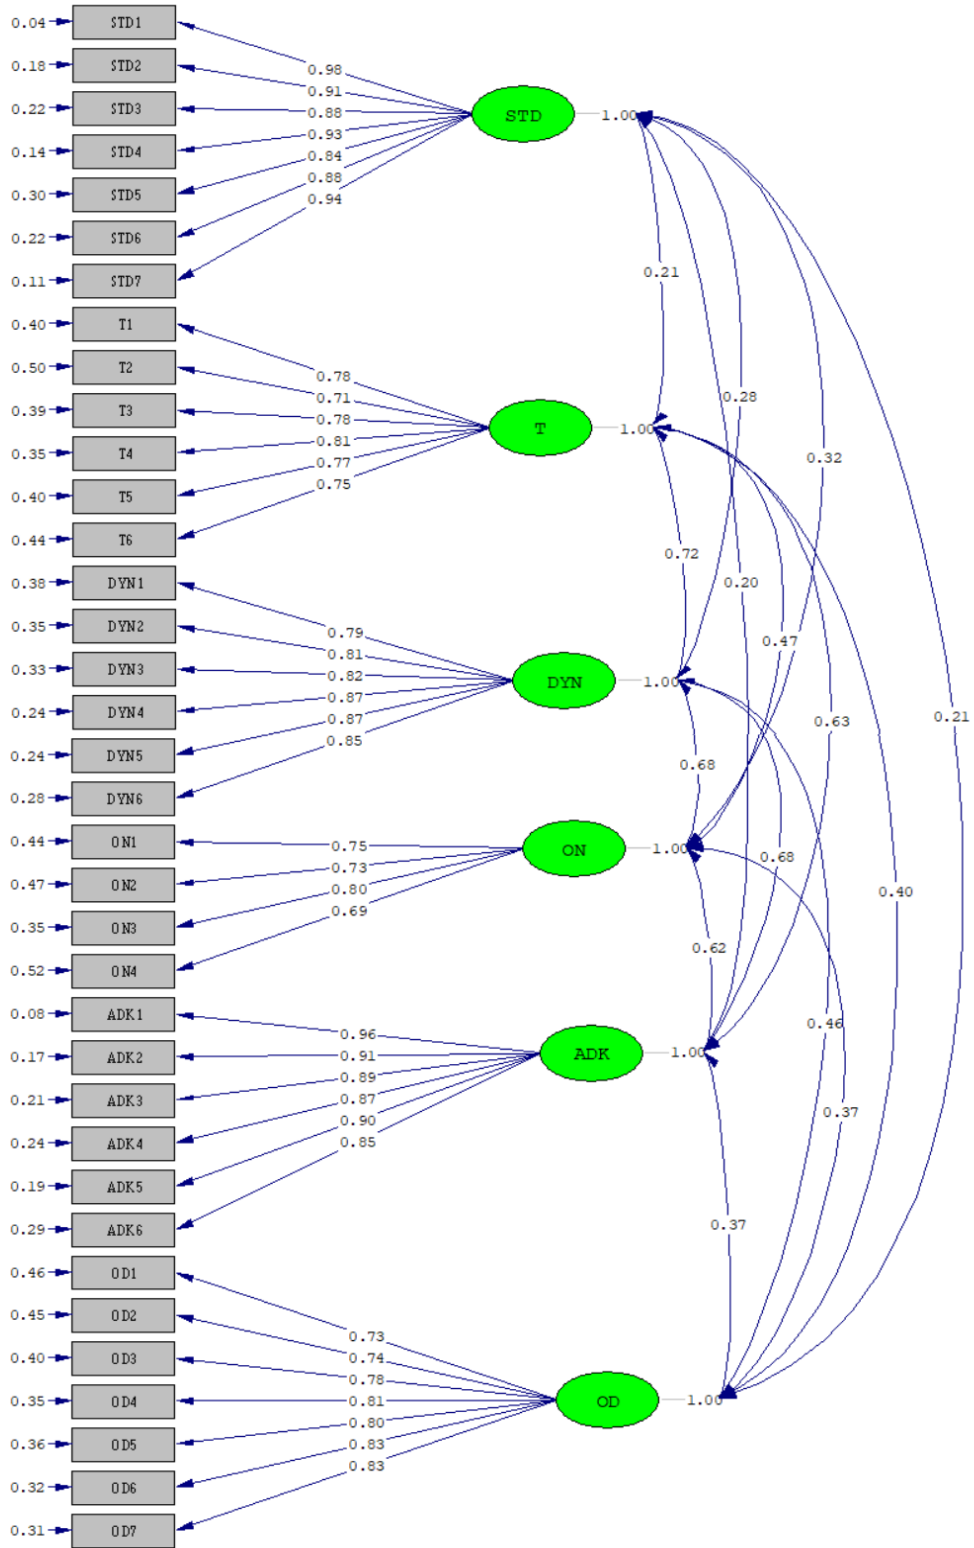 0.04 STD1
0.98
0.18 STD2
0.91
0.22 STD3
0.88
STD 1.00
0.14 STD4
0.93
0.84
0.30 STD5
0.88
0.94
0.22 STD6
0.11 STD7
0.21
0.40 T1
0.50 T2
0.78
0.71
0.28
0.39 T3
0.78
T 1.00
0.35 T4
0.81
0.77
0.32
0.40 T5
0.75
0.44 T6
0.72
0.38 DYN1
0.20
0.35 DYN2
0.79
0.47
0.81
0.33 DYN3
0.82
DYN 1.00
0.24 DYN4
0.87
0.63
0.21
0.87
0.24 DYN5
0.85
0.68
0.28 DYN6
0.44 ON1
0.75
ON 1.00
0.68
0.47 ON2
0.73
0.80
0.40
0.35 ON3
0.69
0.62
0.52 ON4
0.08 ADK1
0.96
0.46
0.17 ADK2
0.91
ADK 1.00
0.89
0.21 ADK3
0.87
0.37
0.90
0.24 ADK4
0.85
0.19 ADK5
0.29 ADK6
0.37
0.46 OD1
0.45 OD2
0.73
0.74
0.40 OD3
0.78
0.35 OD4
0.81
OD 1.00
0.80
0.36 OD5
0.83
0.83
0.32 OD6
0.31 OD7